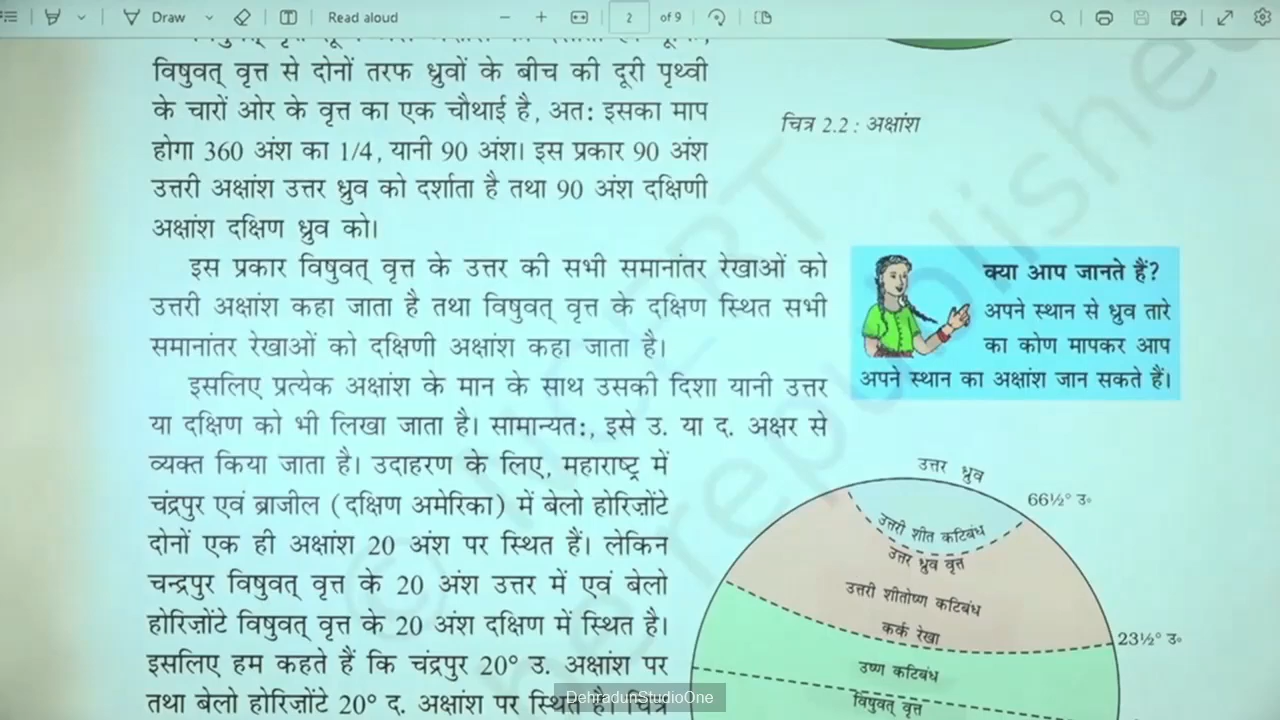 Draw
Read aloud
2
of 9
विषुवत् वृत्त से दोनों तरफ ध्रुवों के बीच की दूरी पृथ्वी
के चारों ओर के वृत्त का एक चौथाई है, अतः इसका माप
होगा 360 अंश का 1/4, यानी 90 अंश। इस प्रकार 90 अंश
उत्तरी अक्षांश उत्तर ध्रुव को दर्शाता है तथा 90 अंश दक्षिणी
अक्षांश दक्षिण ध्रुव को।
चित्र 2.2 : अक्षांश
इस प्रकार विषुवत् वृत्त के उत्तर की सभी समानांतर रेखाओं को
उत्तरी अक्षांश कहा जाता है तथा विषुवत् वृत्त के दक्षिण स्थित सभी
समानांतर रेखाओं को दक्षिणी अक्षांश कहा जाता है।
इसलिए प्रत्येक अक्षांश के मान के साथ उसकी दिशा यानी उत्तर
या दक्षिण को भी लिखा जाता है। सामान्यतः, इसे उ. या द. अक्षर से
व्यक्त किया जाता है। उदाहरण के लिए, महाराष्ट्र में
चंद्रपुर एवं ब्राजील (दक्षिण अमेरिका) में बेलो होरिज़ोंटे
दोनों एक ही अक्षांश 20 अंश पर स्थित हैं। लेकिन
चन्द्रपुर विषुवत् वृत्त के 20 अंश उत्तर में एवं बेलो
होरिज़ोंटे विषुवत् वृत्त के 20 अंश दक्षिण में स्थित है।
इसलिए हम कहते हैं कि चंद्रपुर 20° उ. अक्षांश पर
तथा बेलो होरिज़ोंटे 20° द. अक्षांश पर स्थित है। चित्र
क्या आप जानते हैं?
अपने स्थान से ध्रुव तारे
का कोण मापकर आप
अपने स्थान का अक्षांश जान सकते हैं।
उत्तर ध्रुव
66½° उ॰
उत्तरी शीत कटिबंध
उत्तर ध्रुव वृत्त
उत्तरी शीतोष्ण कटिबंध
कर्क रेखा
23½° उ॰
उष्ण कटिबंध
विषुवत् वृत्त
DehradunStudioOne